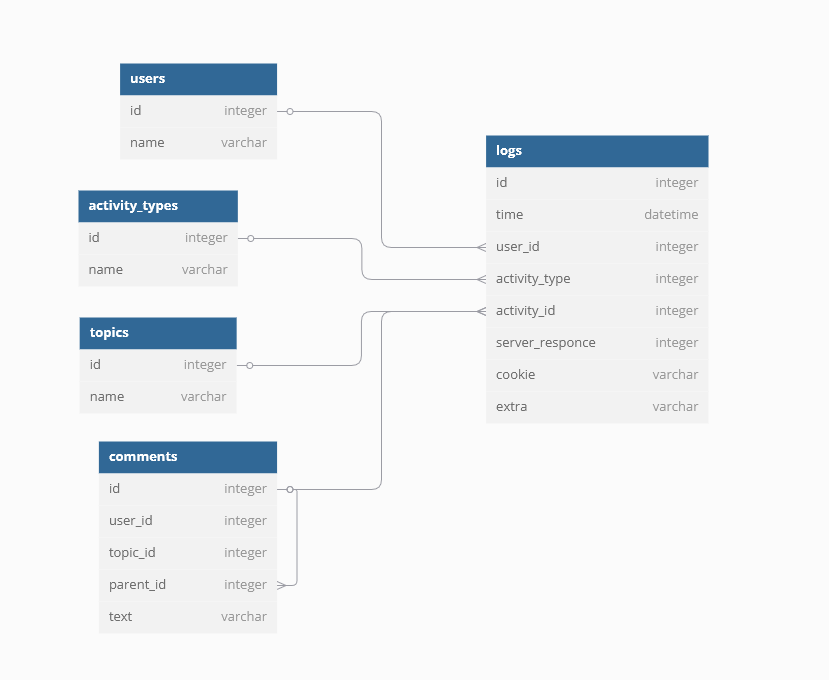 users
id integer
name varchar
activity_types
id integer
name varchar
topics
id integer
name varchar
comments
id integer
user_id integer
topic_id integer
parent_id integer
text varchar
logs
id integer
time datetime
user_id integer
activity_type integer
activity_id integer
server_responce integer
cookie varchar
extra varchar